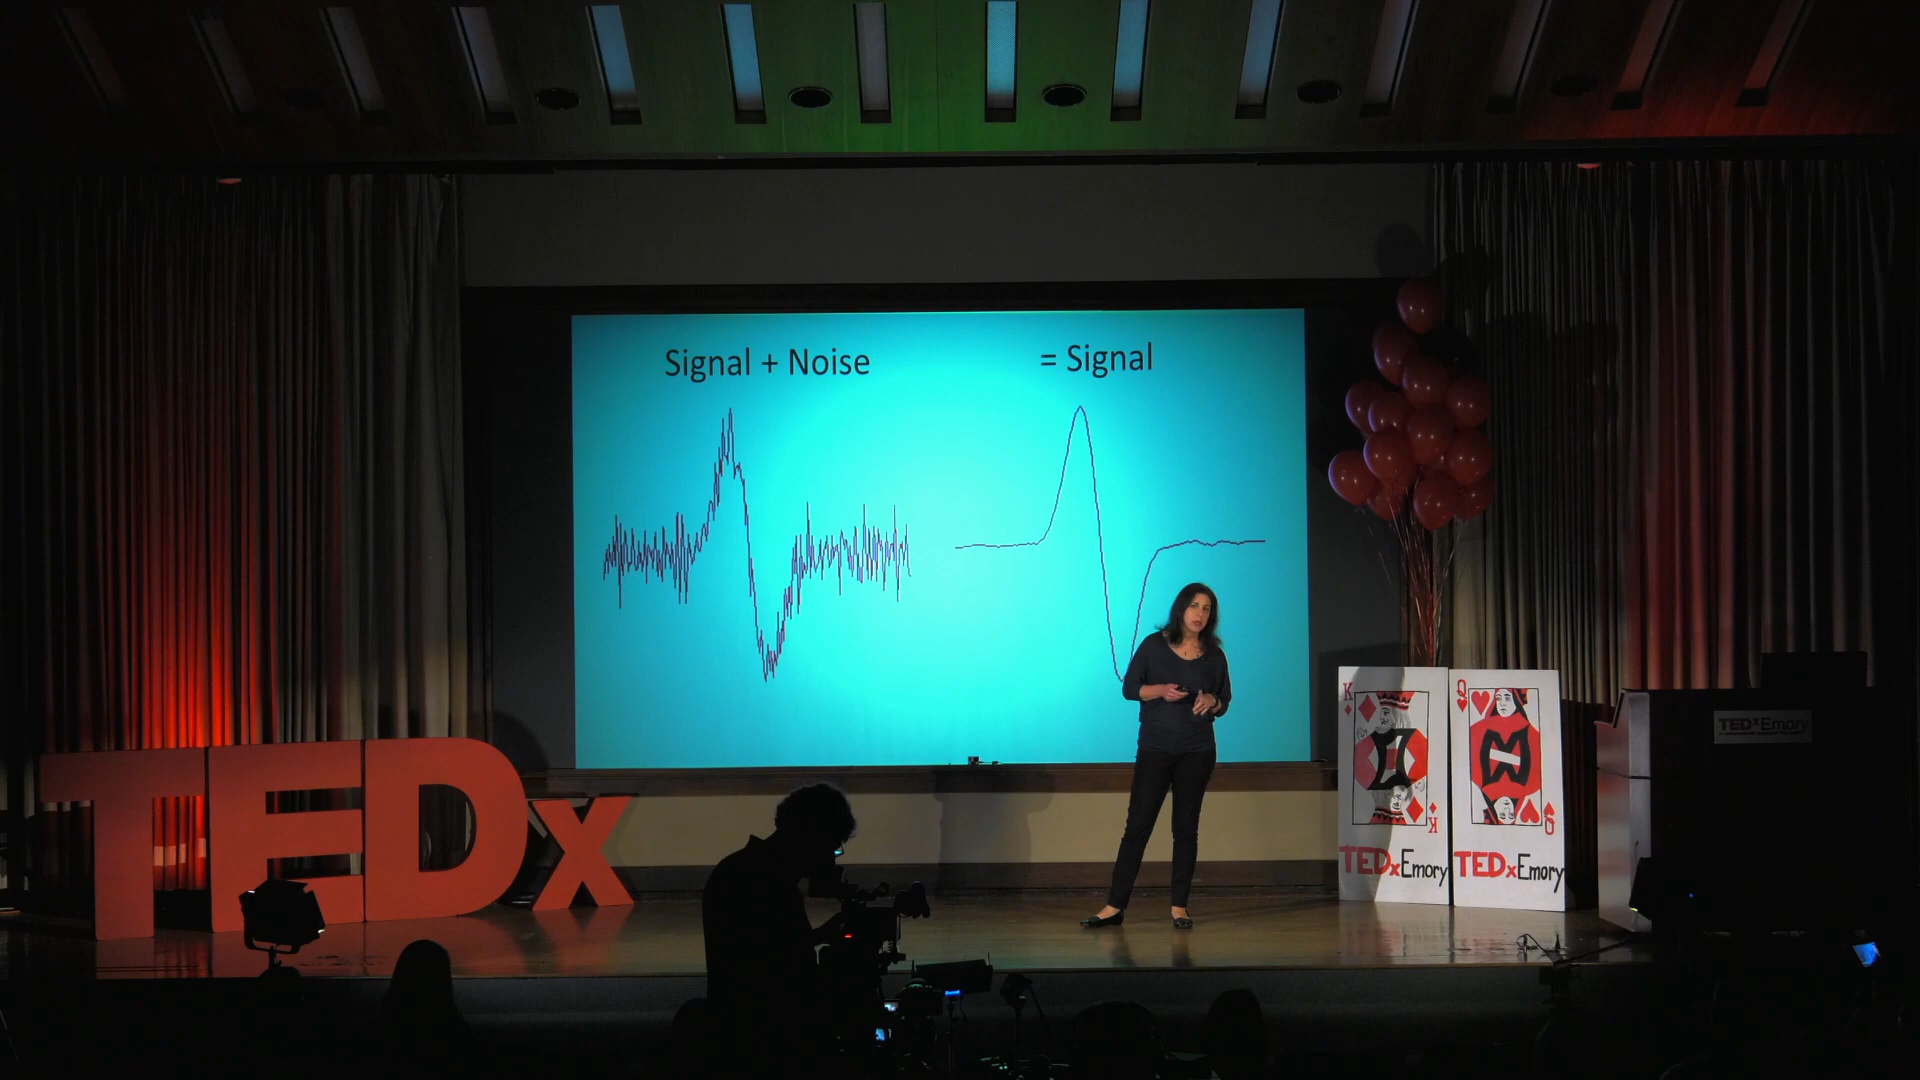 Signal + Noise
= Signal
TEDx
K
K
TEDxEmory
Q
Q
TEDxEmory
TEDxEmory